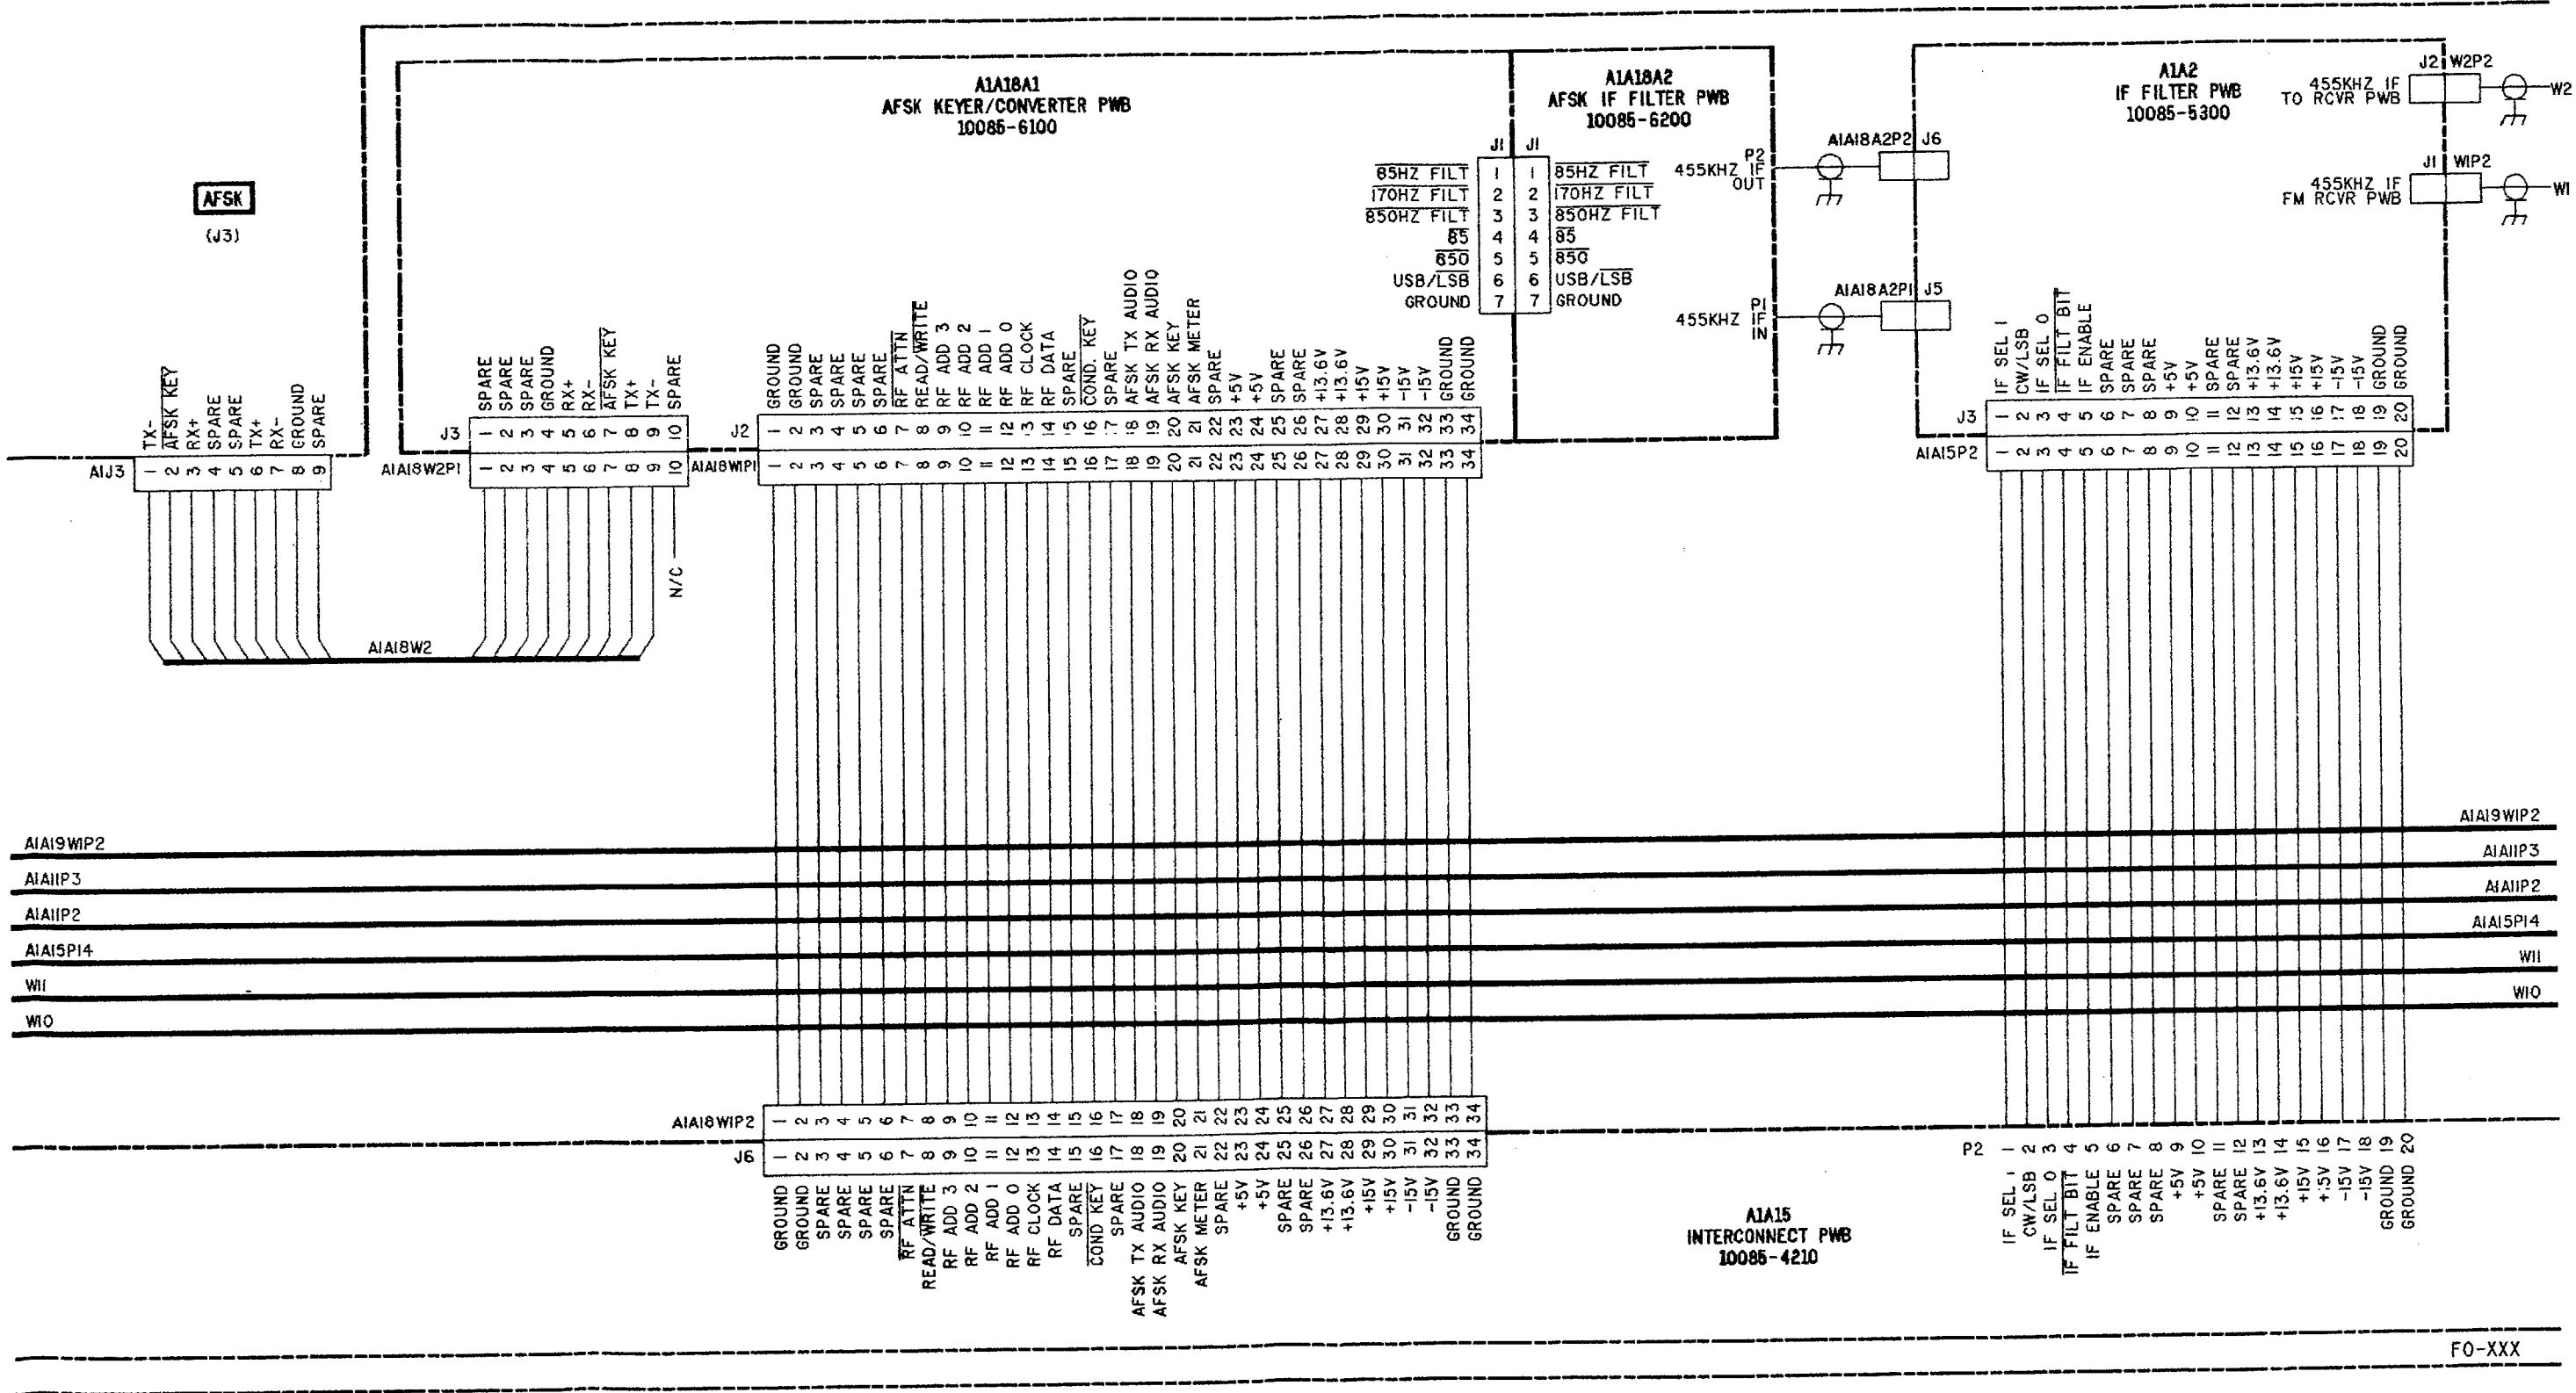 A1A18A1
AFSK KEYER/CONVERTER PWB
10085-6100
A1A18A2
AFSK IF FILTER PWB
10085-6200
A1A2
IF FILTER PWB
10085-5300
J2 W2P2
455KHZ IF
TO RCVR PWB
W2
J1 W1P2
455KHZ IF
FM RCVR PWB
W1
AFSK
(J3)
J1 J1
85HZ FILT 1 1 85HZ FILT
170HZ FILT 2 2 170HZ FILT
850HZ FILT 3 3 850HZ FILT
85 4 4 85
850 5 5 850
USB/LSB 6 6 USB/LSB
GROUND 7 7 GROUND
P2
455KHZ IF
OUT
A1A18A2P2 J6
P1
455KHZ IF
IN
A1A18A2P1 J5
TX-
AFSK KEY
RX+
SPARE
SPARE
TX+
RX-
GROUND
SPARE
A1J3 1 2 3 4 5 6 7 8 9
SPARE
SPARE
SPARE
GROUND
RX+
RX-
AFSK KEY
TX+
TX-
SPARE
J3 1 2 3 4 5 6 7 8 9 10
A1A18W2P1 1 2 3 4 5 6 7 8 9 10
N/C
A1A18W2
GROUND
GROUND
SPARE
SPARE
SPARE
SPARE
RF ATTN
READ/WRITE
RF ADD 3
RF ADD 2
RF ADD 1
RF ADD 0
RF CLOCK
RF DATA
SPARE
COND. KEY
SPARE
AFSK TX AUDIO
AFSK RX AUDIO
AFSK KEY
AFSK METER
SPARE
+5V
+5V
SPARE
SPARE
+13.6V
+13.6V
+15V
+15V
-15V
-15V
GROUND
GROUND
J2 1 2 3 4 5 6 7 8 9 10 11 12 13 14 15 16 17 18 19 20 21 22 23 24 25 26 27 28 29 30 31 32 33 34
A1A18W1P1 1 2 3 4 5 6 7 8 9 10 11 12 13 14 15 16 17 18 19 20 21 22 23 24 25 26 27 28 29 30 31 32 33 34
IF SEL 1
CW/LSB
IF SEL 0
IF FILT BIT
IF ENABLE
SPARE
SPARE
SPARE
+5V
+5V
SPARE
SPARE
+13.6V
+13.6V
+15V
+15V
-15V
-15V
GROUND
GROUND
J3 1 2 3 4 5 6 7 8 9 10 11 12 13 14 15 16 17 18 19 20
A1A15P2 1 2 3 4 5 6 7 8 9 10 11 12 13 14 15 16 17 18 19 20
A1A19W1P2 A1A19W1P2
A1A11P3 A1A11P3
A1A11P2 A1A11P2
A1A15P14 A1A15P14
W11 W11
W10 W10
A1A18W1P2 1 2 3 4 5 6 7 8 9 10 11 12 13 14 15 16 17 18 19 20 21 22 23 24 25 26 27 28 29 30 31 32 33 34
J6 1 2 3 4 5 6 7 8 9 10 11 12 13 14 15 16 17 18 19 20 21 22 23 24 25 26 27 28 29 30 31 32 33 34
GROUND
GROUND
SPARE
SPARE
SPARE
SPARE
RF ATTN
READ/WRITE
RF ADD 3
RF ADD 2
RF ADD 1
RF ADD 0
RF CLOCK
RF DATA
SPARE
COND KEY
SPARE
AFSK TX AUDIO
AFSK RX AUDIO
AFSK KEY
AFSK METER
SPARE
+5V
+5V
SPARE
SPARE
+13.6V
+13.6V
+15V
+15V
-15V
-15V
GROUND
GROUND
A1A15
INTERCONNECT PWB
10085-4210
P2 1 2 3 4 5 6 7 8 9 10 11 12 13 14 15 16 17 18 19 20
IF SEL 1
CW/LSB
IF SEL 0
IF FILT BIT
IF ENABLE
SPARE
SPARE
SPARE
+5V
+5V
SPARE
SPARE
+13.6V
+13.6V
+15V
+15V
-15V
-15V
GROUND
GROUND
FO-XXX